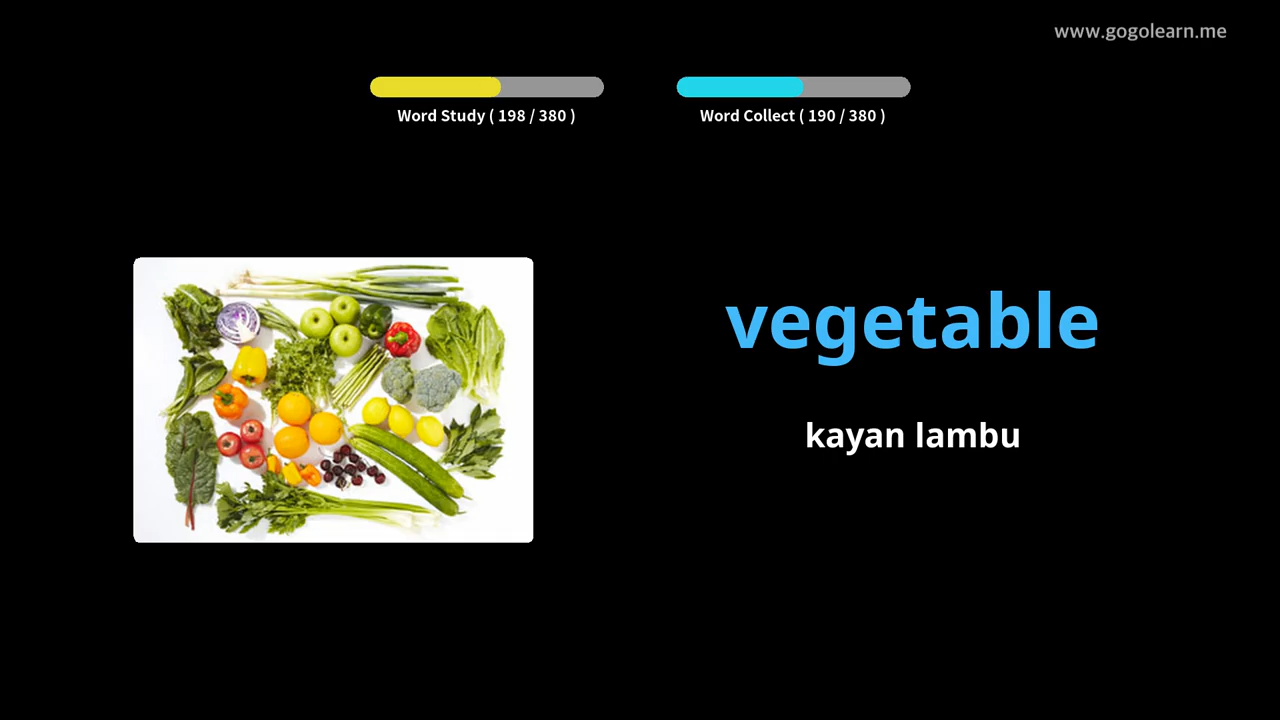 www.gogolearn.me
Word Study ( 198 / 380 )
Word Collect ( 190 / 380 )
vegetable
kayan lambu